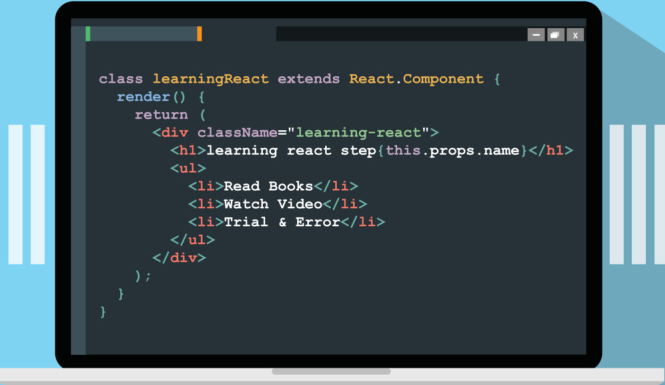 x
class learningReact extends React.Component {
render() {
return (
<div className="learning-react">
<h1>learning react step{this.props.name}</h1>
<ul>
<li>Read Books</li>
<li>Watch Video</li>
<li>Trial & Error</li>
</ul>
</div>
);
}
}